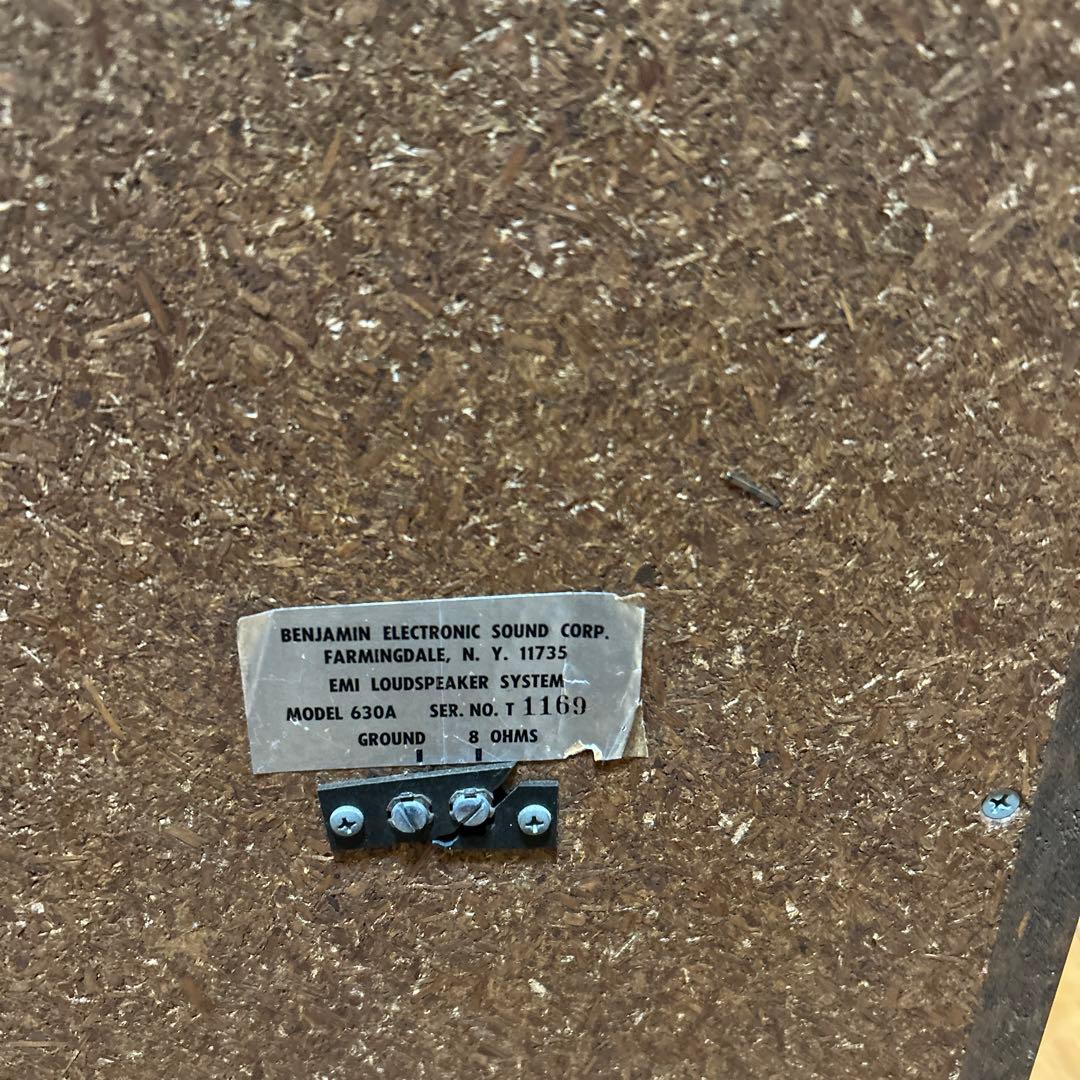 BENJAMIN ELECTRONIC SOUND CORP.
FARMINGDALE, N. Y. 11735
EMI LOUDSPEAKER SYSTEM
MODEL 630A SER. NO. T 1169
GROUND 8 OHMS